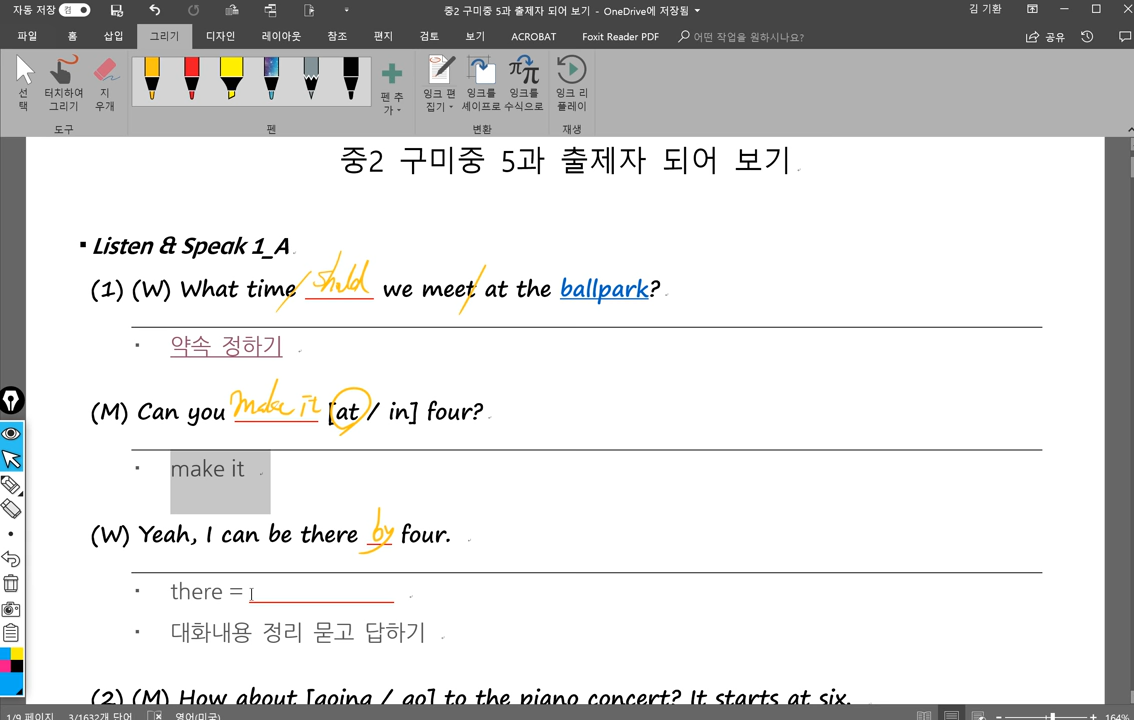 자동 저장 켬 중2 구미중 5과 출제자 되어 보기 - OneDrive에 저장됨 김 기환
파일 홈 삽입 그리기 디자인 레이아웃 참조 편지 검토 보기 ACROBAT Foxit Reader PDF 어떤 작업을 원하시나요? 공유
선택 터치하여 그리기 지우개 펜 추가 잉크 편집기 잉크를 셰이프로 잉크를 수식으로 잉크 리플레이
도구 펜 변환 재생
중2 구미중 5과 출제자 되어 보기
▪ Listen & Speak 1_A
(1) (W) What time / should we meet / at the ballpark?
▪ 약속 정하기
(M) Can you make it [at / in] four?
▪ make it
(W) Yeah, I can be there by four.
▪ there =
▪ 대화내용 정리 묻고 답하기
(2) (M) How about [going / go] to the piano concert? It starts at six.
1/9 페이지 3/1632개 단어 영어(미국) 164%